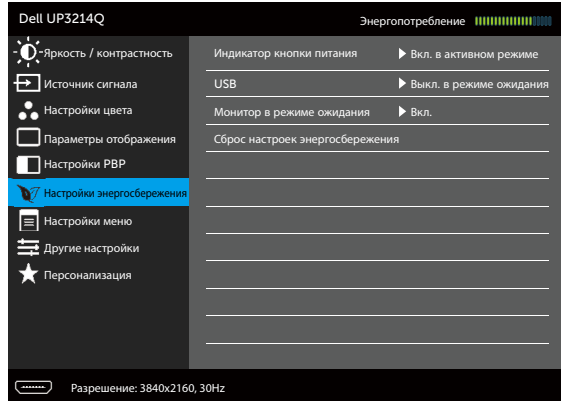 Dell UP3214Q
Энергопотребление
Яркость / контрастность
Источник сигнала
Настройки цвета
Параметры отображения
Настройки PBP
Настройки энергосбережения
Настройки меню
Другие настройки
Персонализация
Индикатор кнопки питания Вкл. в активном режиме
USB Выкл. в режиме ожидания
Монитор в режиме ожидания Вкл.
Сброс настроек энергосбережения
Разрешение: 3840x2160, 30Hz